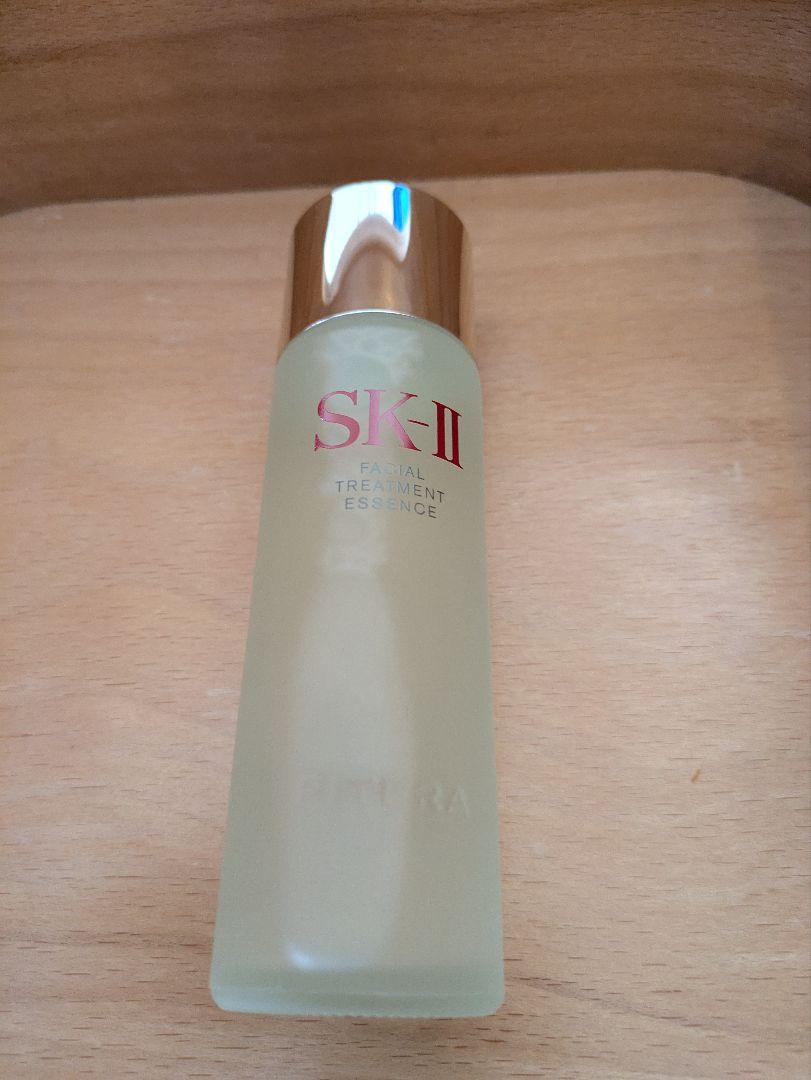 SK-II
FACIAL
TREATMENT
ESSENCE